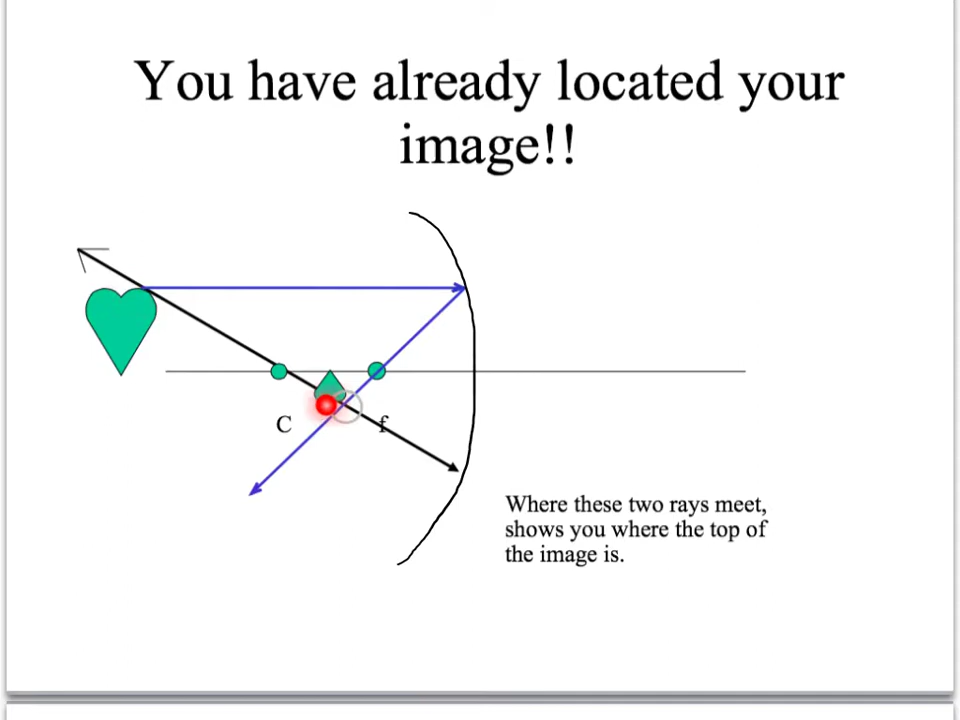 You have already located your
image!!
C
f
Where these two rays meet,
shows you where the top of
the image is.